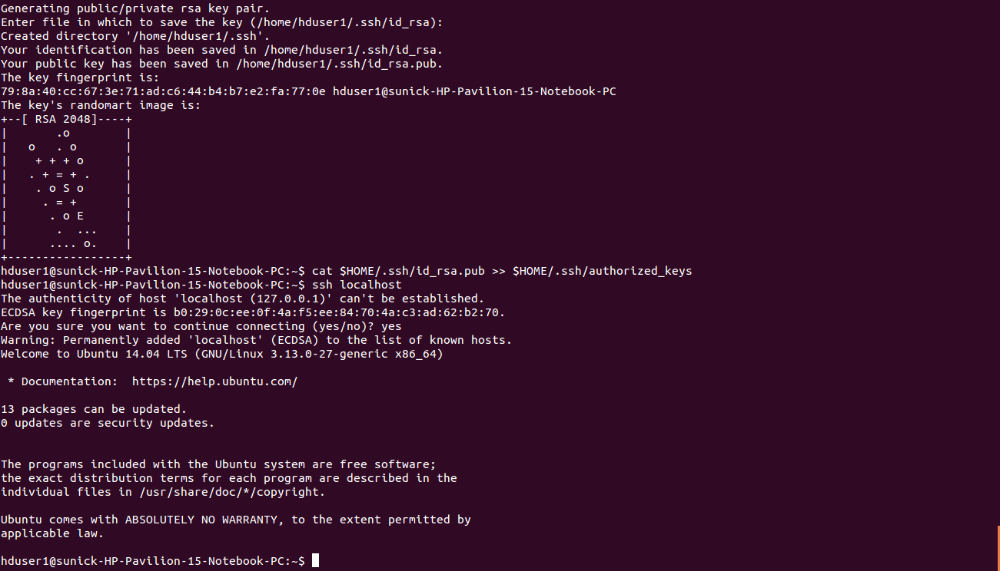 Generating public/private rsa key pair.
Enter file in which to save the key (/home/hduser1/.ssh/id_rsa):
Created directory '/home/hduser1/.ssh'.
Your identification has been saved in /home/hduser1/.ssh/id_rsa.
Your public key has been saved in /home/hduser1/.ssh/id_rsa.pub.
The key fingerprint is:
79:8a:40:cc:67:3e:71:ad:c6:44:b4:b7:e2:fa:77:0e hduser1@sunick-HP-Pavilion-15-Notebook-PC
The key's randomart image is:
+--[ RSA 2048]----+
|       .o        |
|   o   . o       |
|    + + + o      |
|   . + = + .     |
|    . o S o      |
|     . = +       |
|      . o E      |
|       .  ...    |
|      .... o.    |
+-----------------+
hduser1@sunick-HP-Pavilion-15-Notebook-PC:~$ cat $HOME/.ssh/id_rsa.pub >> $HOME/.ssh/authorized_keys
hduser1@sunick-HP-Pavilion-15-Notebook-PC:~$ ssh localhost
The authenticity of host 'localhost (127.0.0.1)' can't be established.
ECDSA key fingerprint is b0:29:0c:ee:0f:4a:f5:ee:84:70:4a:c3:ad:62:b2:70.
Are you sure you want to continue connecting (yes/no)? yes
Warning: Permanently added 'localhost' (ECDSA) to the list of known hosts.
Welcome to Ubuntu 14.04 LTS (GNU/Linux 3.13.0-27-generic x86_64)

 * Documentation:  https://help.ubuntu.com/

13 packages can be updated.
0 updates are security updates.


The programs included with the Ubuntu system are free software;
the exact distribution terms for each program are described in the
individual files in /usr/share/doc/*/copyright.

Ubuntu comes with ABSOLUTELY NO WARRANTY, to the extent permitted by
applicable law.

hduser1@sunick-HP-Pavilion-15-Notebook-PC:~$